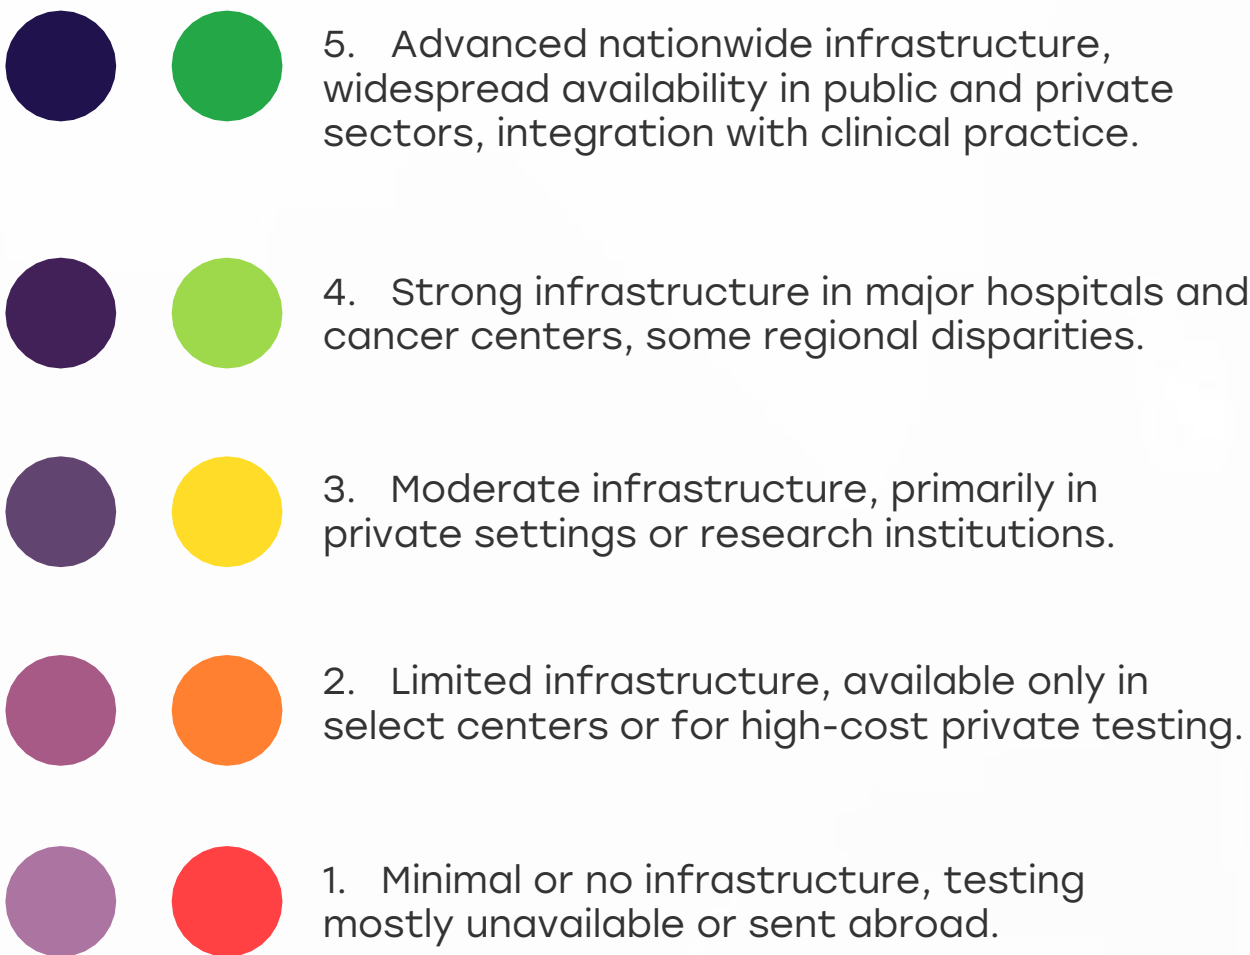 5. Advanced nationwide infrastructure,
widespread availability in public and private
sectors, integration with clinical practice.
4. Strong infrastructure in major hospitals and
cancer centers, some regional disparities.
3. Moderate infrastructure, primarily in
private settings or research institutions.
2. Limited infrastructure, available only in
select centers or for high-cost private testing.
1. Minimal or no infrastructure, testing
mostly unavailable or sent abroad.